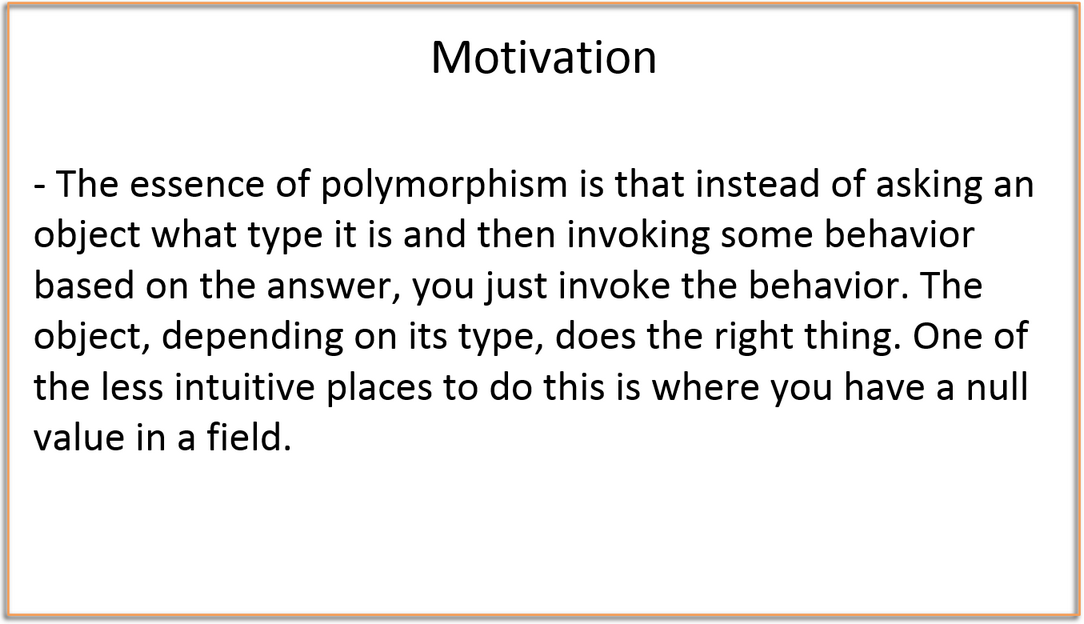 Motivation
- The essence of polymorphism is that instead of asking an
object what type it is and then invoking some behavior
based on the answer, you just invoke the behavior. The
object, depending on its type, does the right thing. One of
the less intuitive places to do this is where you have a null
value in a field.